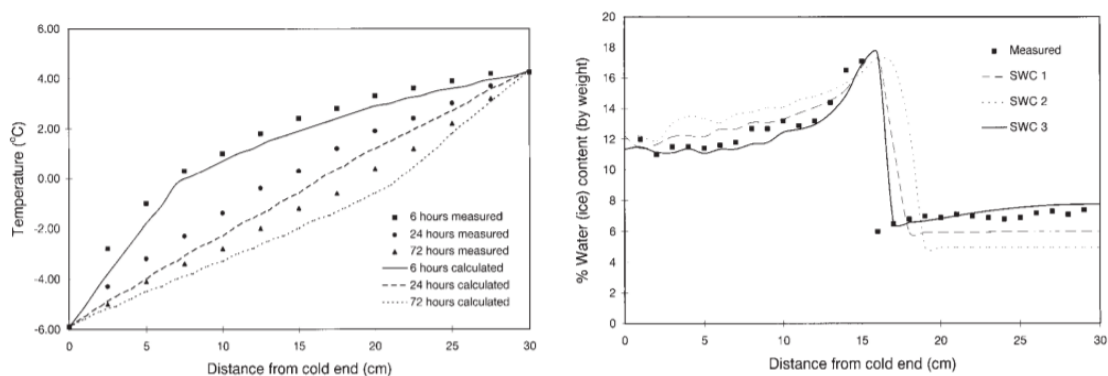 6.00
4.00
2.00
0.00
-2.00
-4.00
-6.00
Temperature (°C)
6 hours measured
24 hours measured
72 hours measured
6 hours calculated
24 hours calculated
72 hours calculated
0 5 10 15 20 25 30
Distance from cold end (cm)
20
18
16
14
12
10
8
6
4
2
0
% Water (ice) content (by weight)
Measured
SWC 1
SWC 2
SWC 3
0 5 10 15 20 25 30
Distance from cold end (cm)